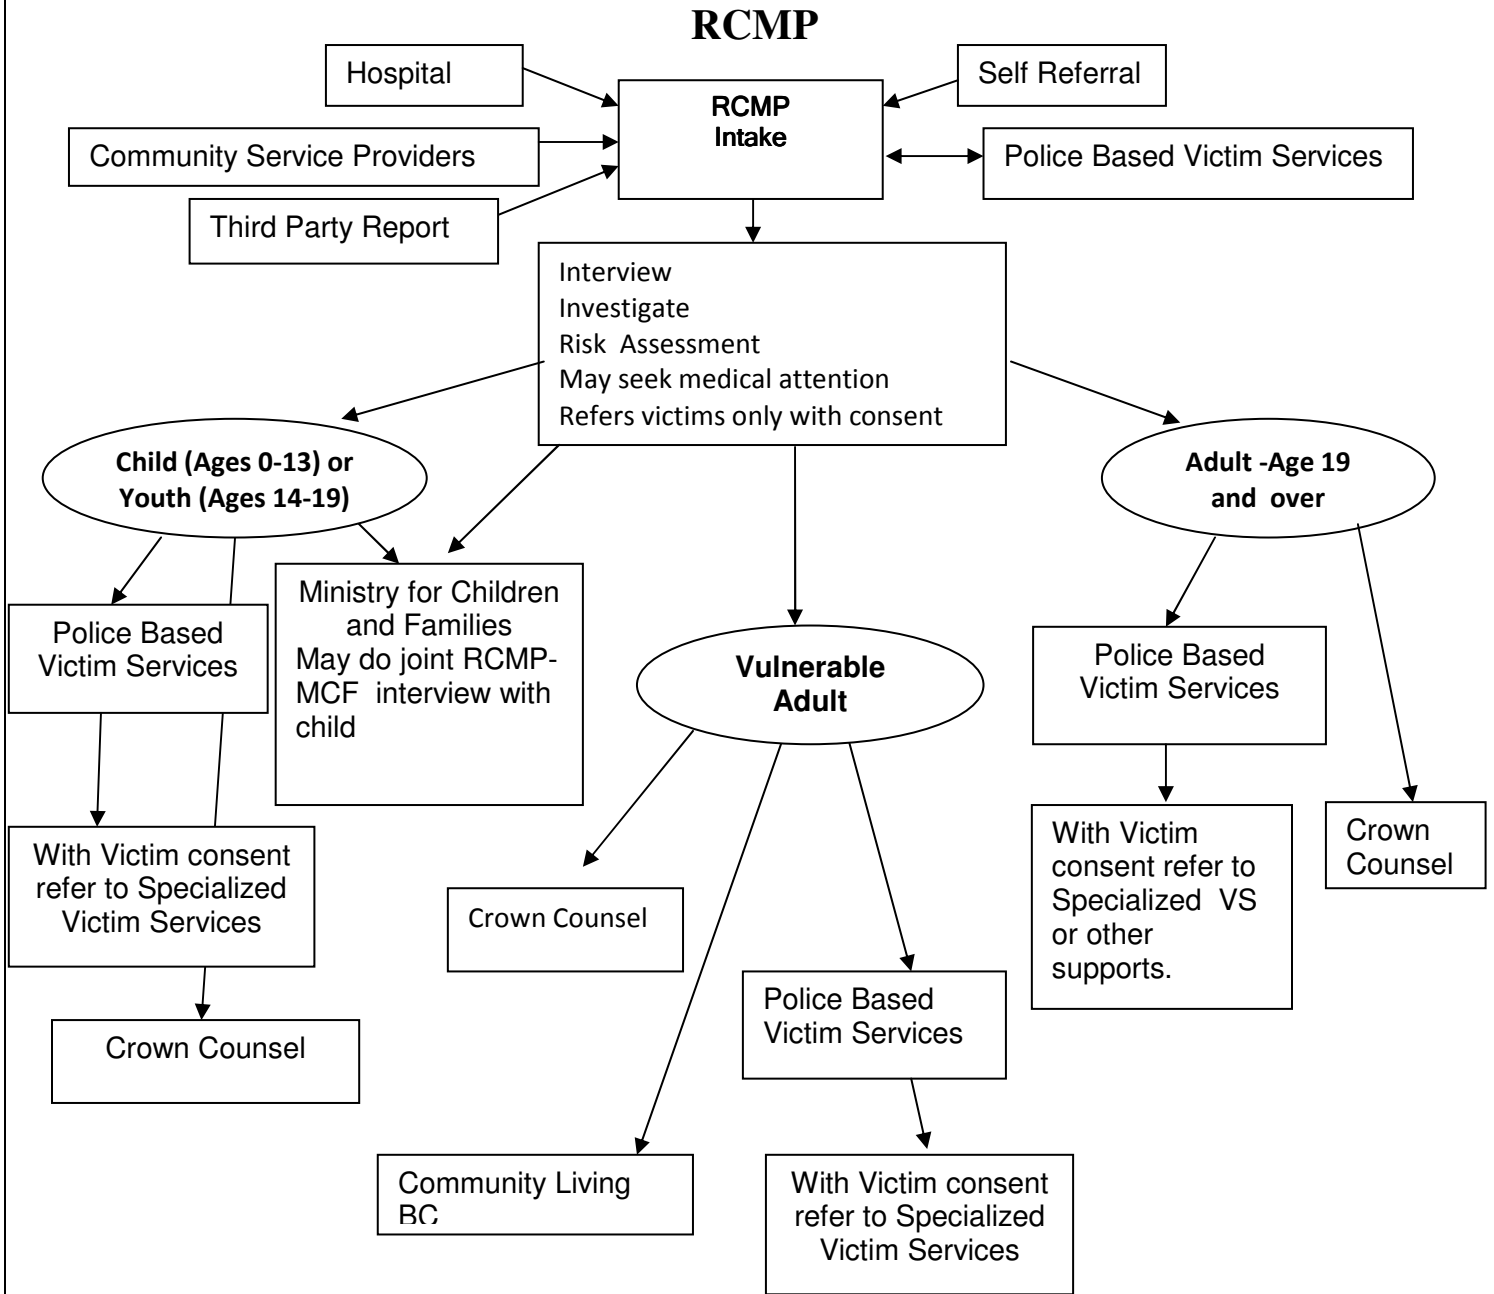 RCMP
Hospital
Self Referral
RCMP
Intake
Community Service Providers
Police Based Victim Services
Third Party Report
Interview
Investigate
Risk  Assessment
May seek medical attention
Refers victims only with consent
Child (Ages 0-13) or
Youth (Ages 14-19)
Adult -Age 19
and  over
Ministry for Children
and Families
May do joint RCMP-
MCF  interview with
child
Police Based
Victim Services
Vulnerable
Adult
Police Based
Victim Services
With Victim consent
refer to Specialized
Victim Services
Crown Counsel
With Victim
consent refer to
Specialized  VS
or other
supports.
Crown
Counsel
Crown Counsel
Police Based
Victim Services
Community Living
BC
With Victim consent
refer to Specialized
Victim Services